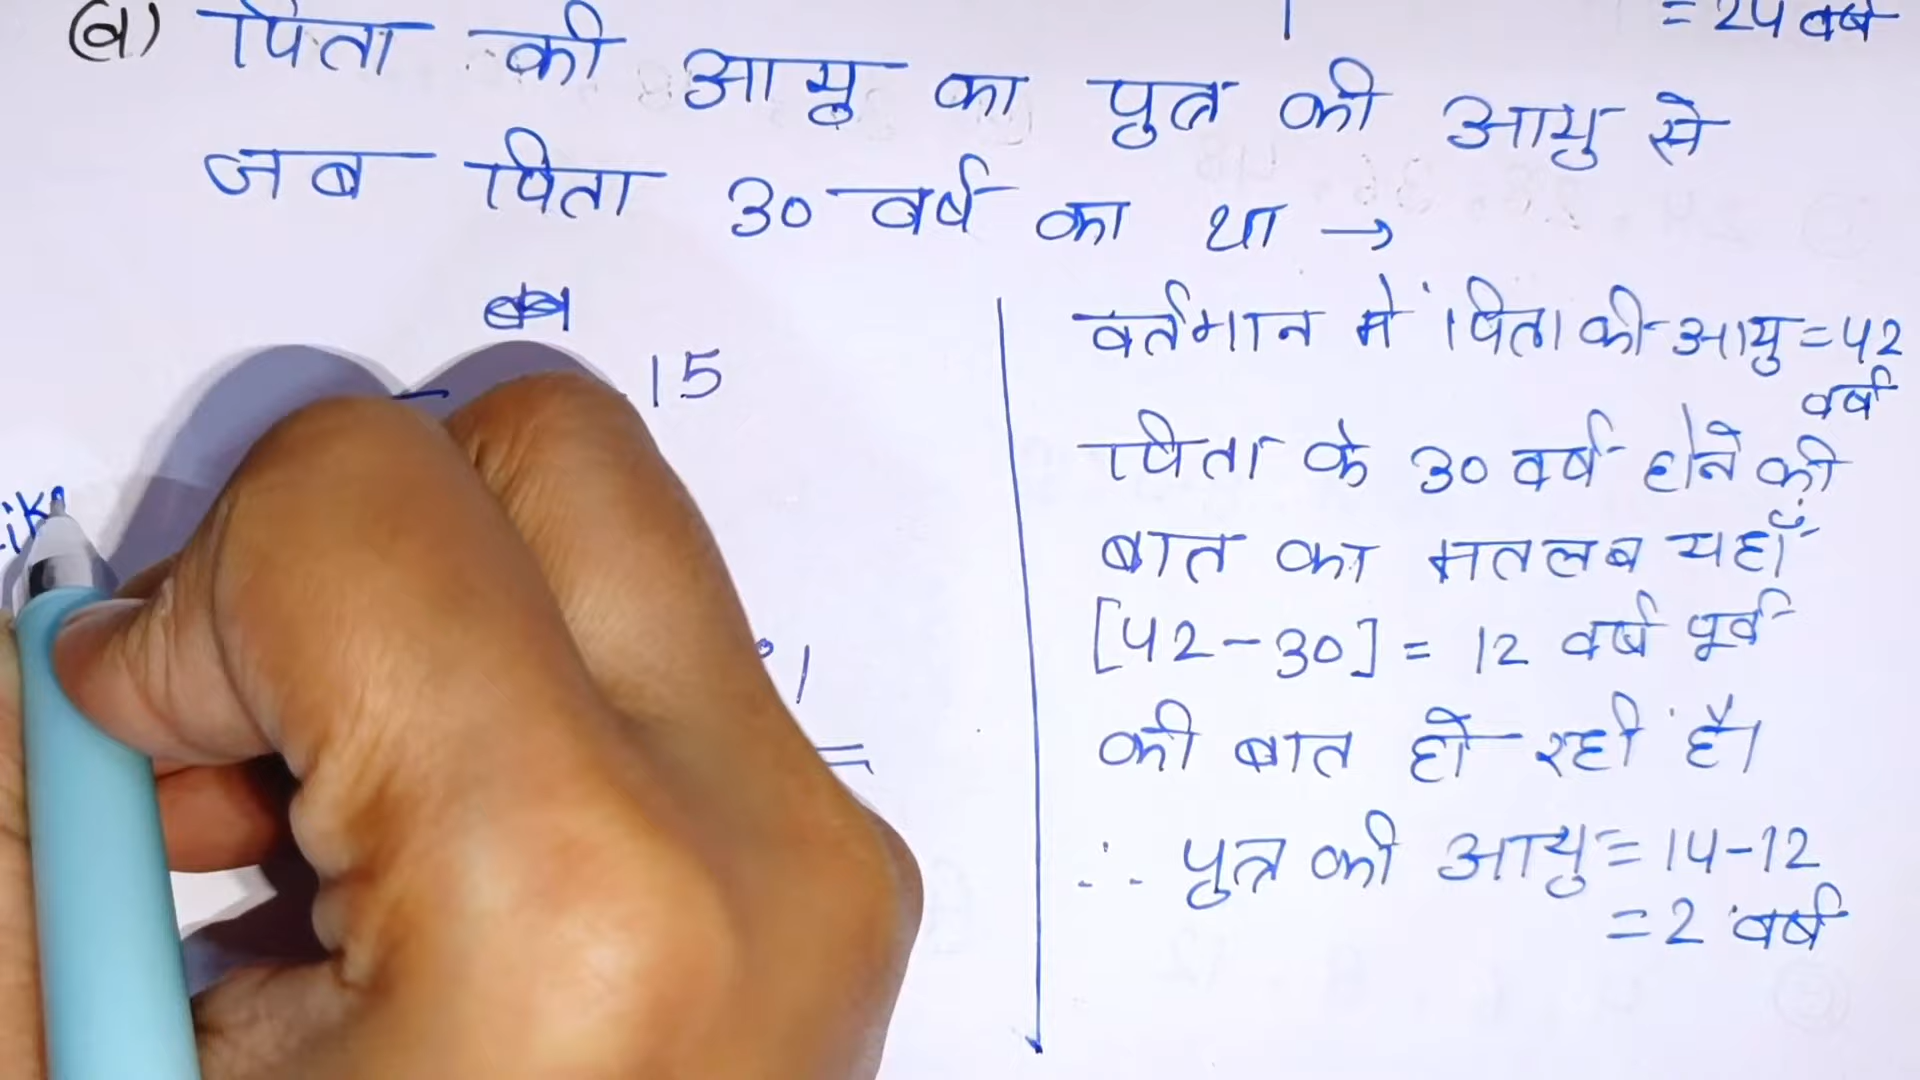 = 24 वर्ष
(ब) पिता की आयु का पुत्र की आयु से
जब पिता 30 वर्ष का था →
15
1
=
वर्तमान में पिता की आयु = 42
वर्ष
पिता के 30 वर्ष होने की
बात का मतलब यहाँ
[42-30] = 12 वर्ष पूर्व
की बात हो रही है।
∴ पुत्र की आयु = 14-12
= 2 वर्ष